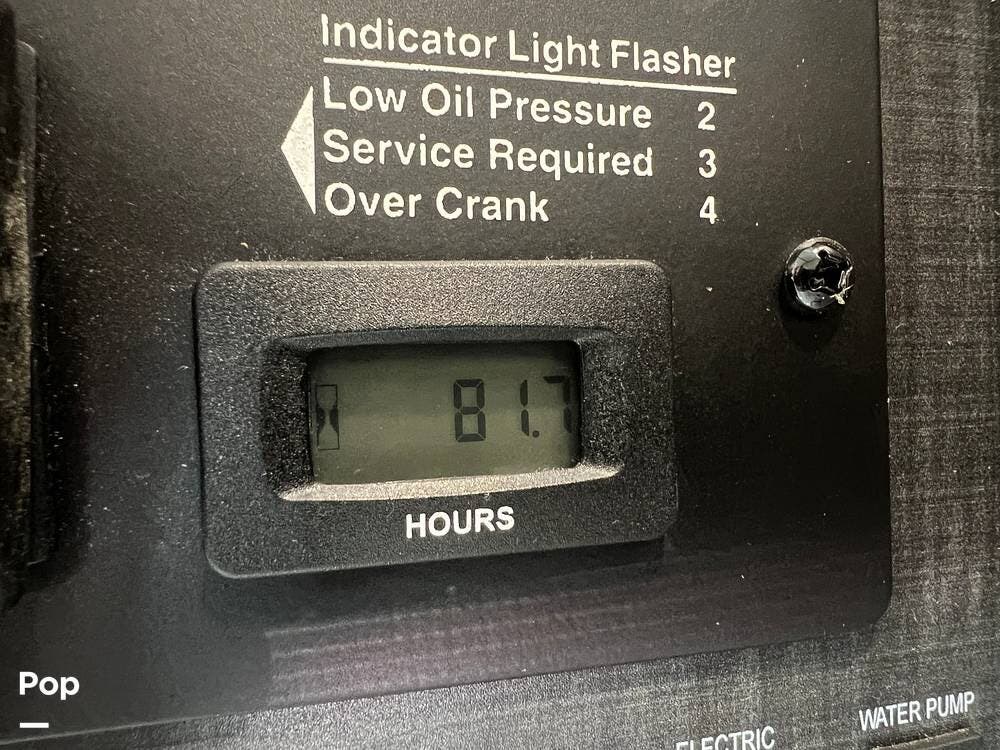 Indicator Light Flasher
Low Oil Pressure 2
Service Required 3
Over Crank 4
81.7
HOURS
Pop
ELECTRIC
WATER PUMP